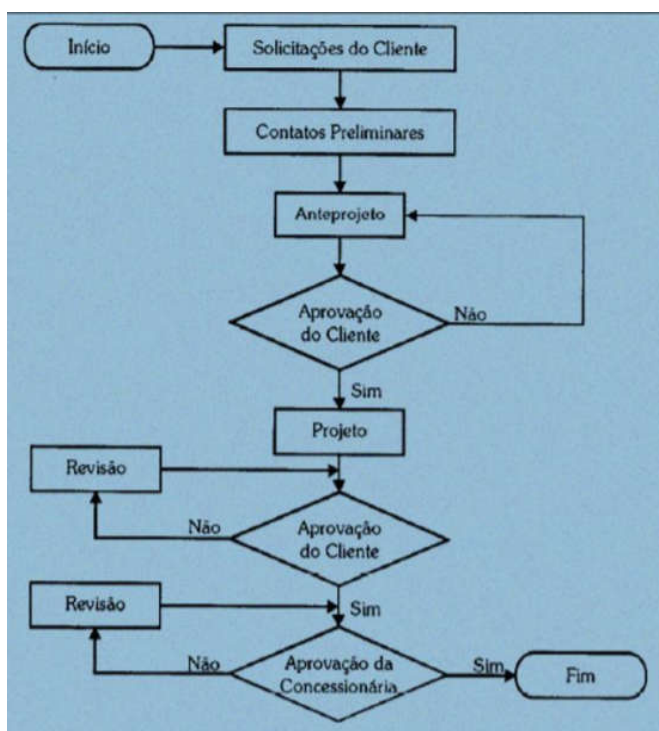 Início
Solicitações do Cliente
Contatos Preliminares
Anteprojeto
Aprovação
do Cliente
Não
Sim
Projeto
Revisão
Não
Aprovação
do Cliente
Revisão
Sim
Não
Aprovação da
Concessionária
Sim
Fim